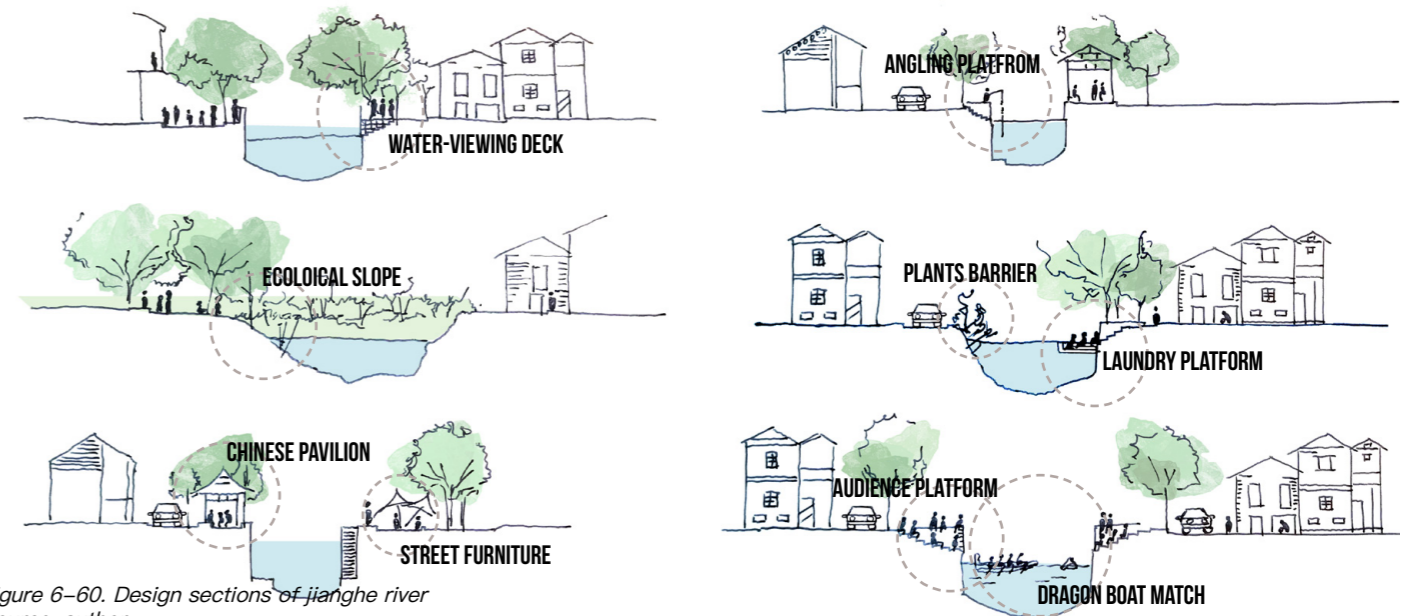 WATER-VIEWING DECK
ANGLING PLATFROM
ECOLOICAL SLOPE
PLANTS BARRIER
LAUNDRY PLATFORM
CHINESE PAVILION
STREET FURNITURE
AUDIENCE PLATFORM
DRAGON BOAT MATCH
gure 6-60. Design sections of jianghe river